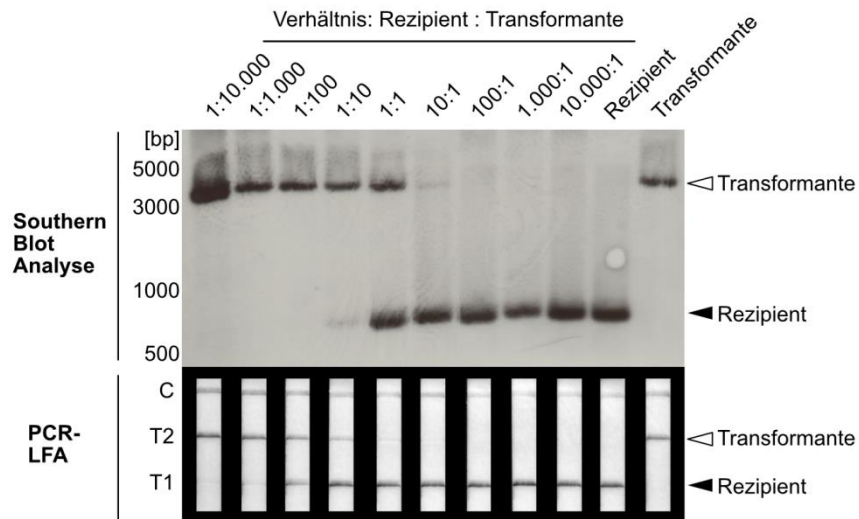 Verhältnis: Rezipient : Transformante
1:10.000
1:1.000
1:100
1:10
1:1
10:1
100:1
1.000:1
10.000:1
Rezipient
Transformante
[bp]
5000
3000
1000
500
Southern
Blot
Analyse
Transformante
Rezipient
PCR-
LFA
C
T2
T1
Transformante
Rezipient